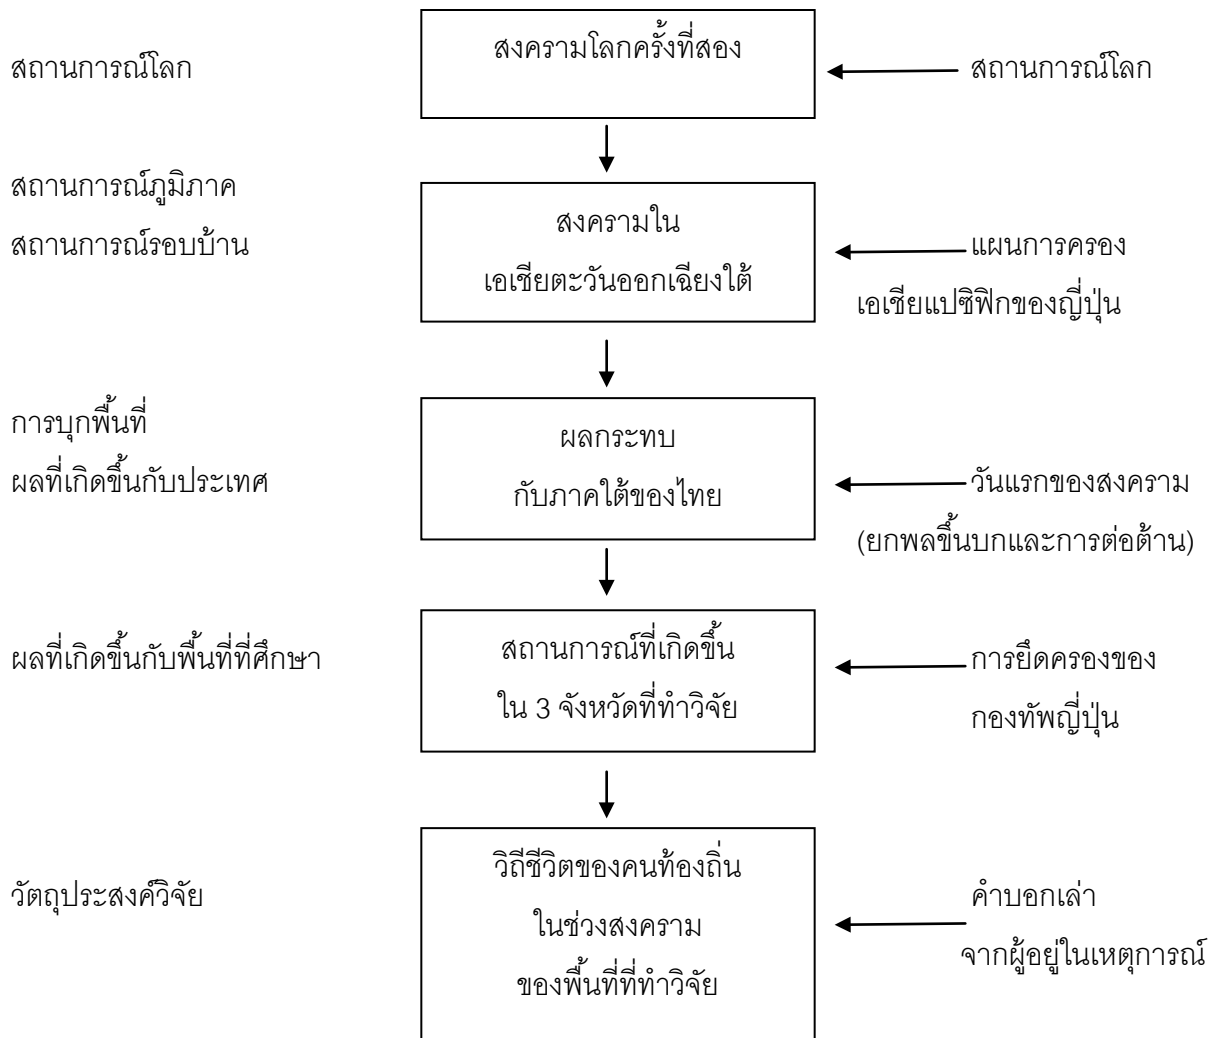 สถานการณ์โลก
สงครามโลกครั้งที่สอง
สถานการณ์โลก
สถานการณ์ภูมิภาค
สถานการณ์รอบบ้าน
สงครามใน
เอเชียตะวันออกเฉียงใต้
แผนการครอง
เอเชียแปซิฟิกของญี่ปุ่น
การบุกพื้นที่
ผลที่เกิดขึ้นกับประเทศ
ผลกระทบ
กับภาคใต้ของไทย
วันแรกของสงคราม
(ยกพลขึ้นบกและการต่อต้าน)
ผลที่เกิดขึ้นกับพื้นที่ที่ศึกษา
สถานการณ์ที่เกิดขึ้น
ใน 3 จังหวัดที่ทำวิจัย
การยึดครองของ
กองทัพญี่ปุ่น
วัตถุประสงค์วิจัย
วิถีชีวิตของคนท้องถิ่น
ในช่วงสงคราม
ของพื้นที่ที่ทำวิจัย
คำบอกเล่า
จากผู้อยู่ในเหตุการณ์